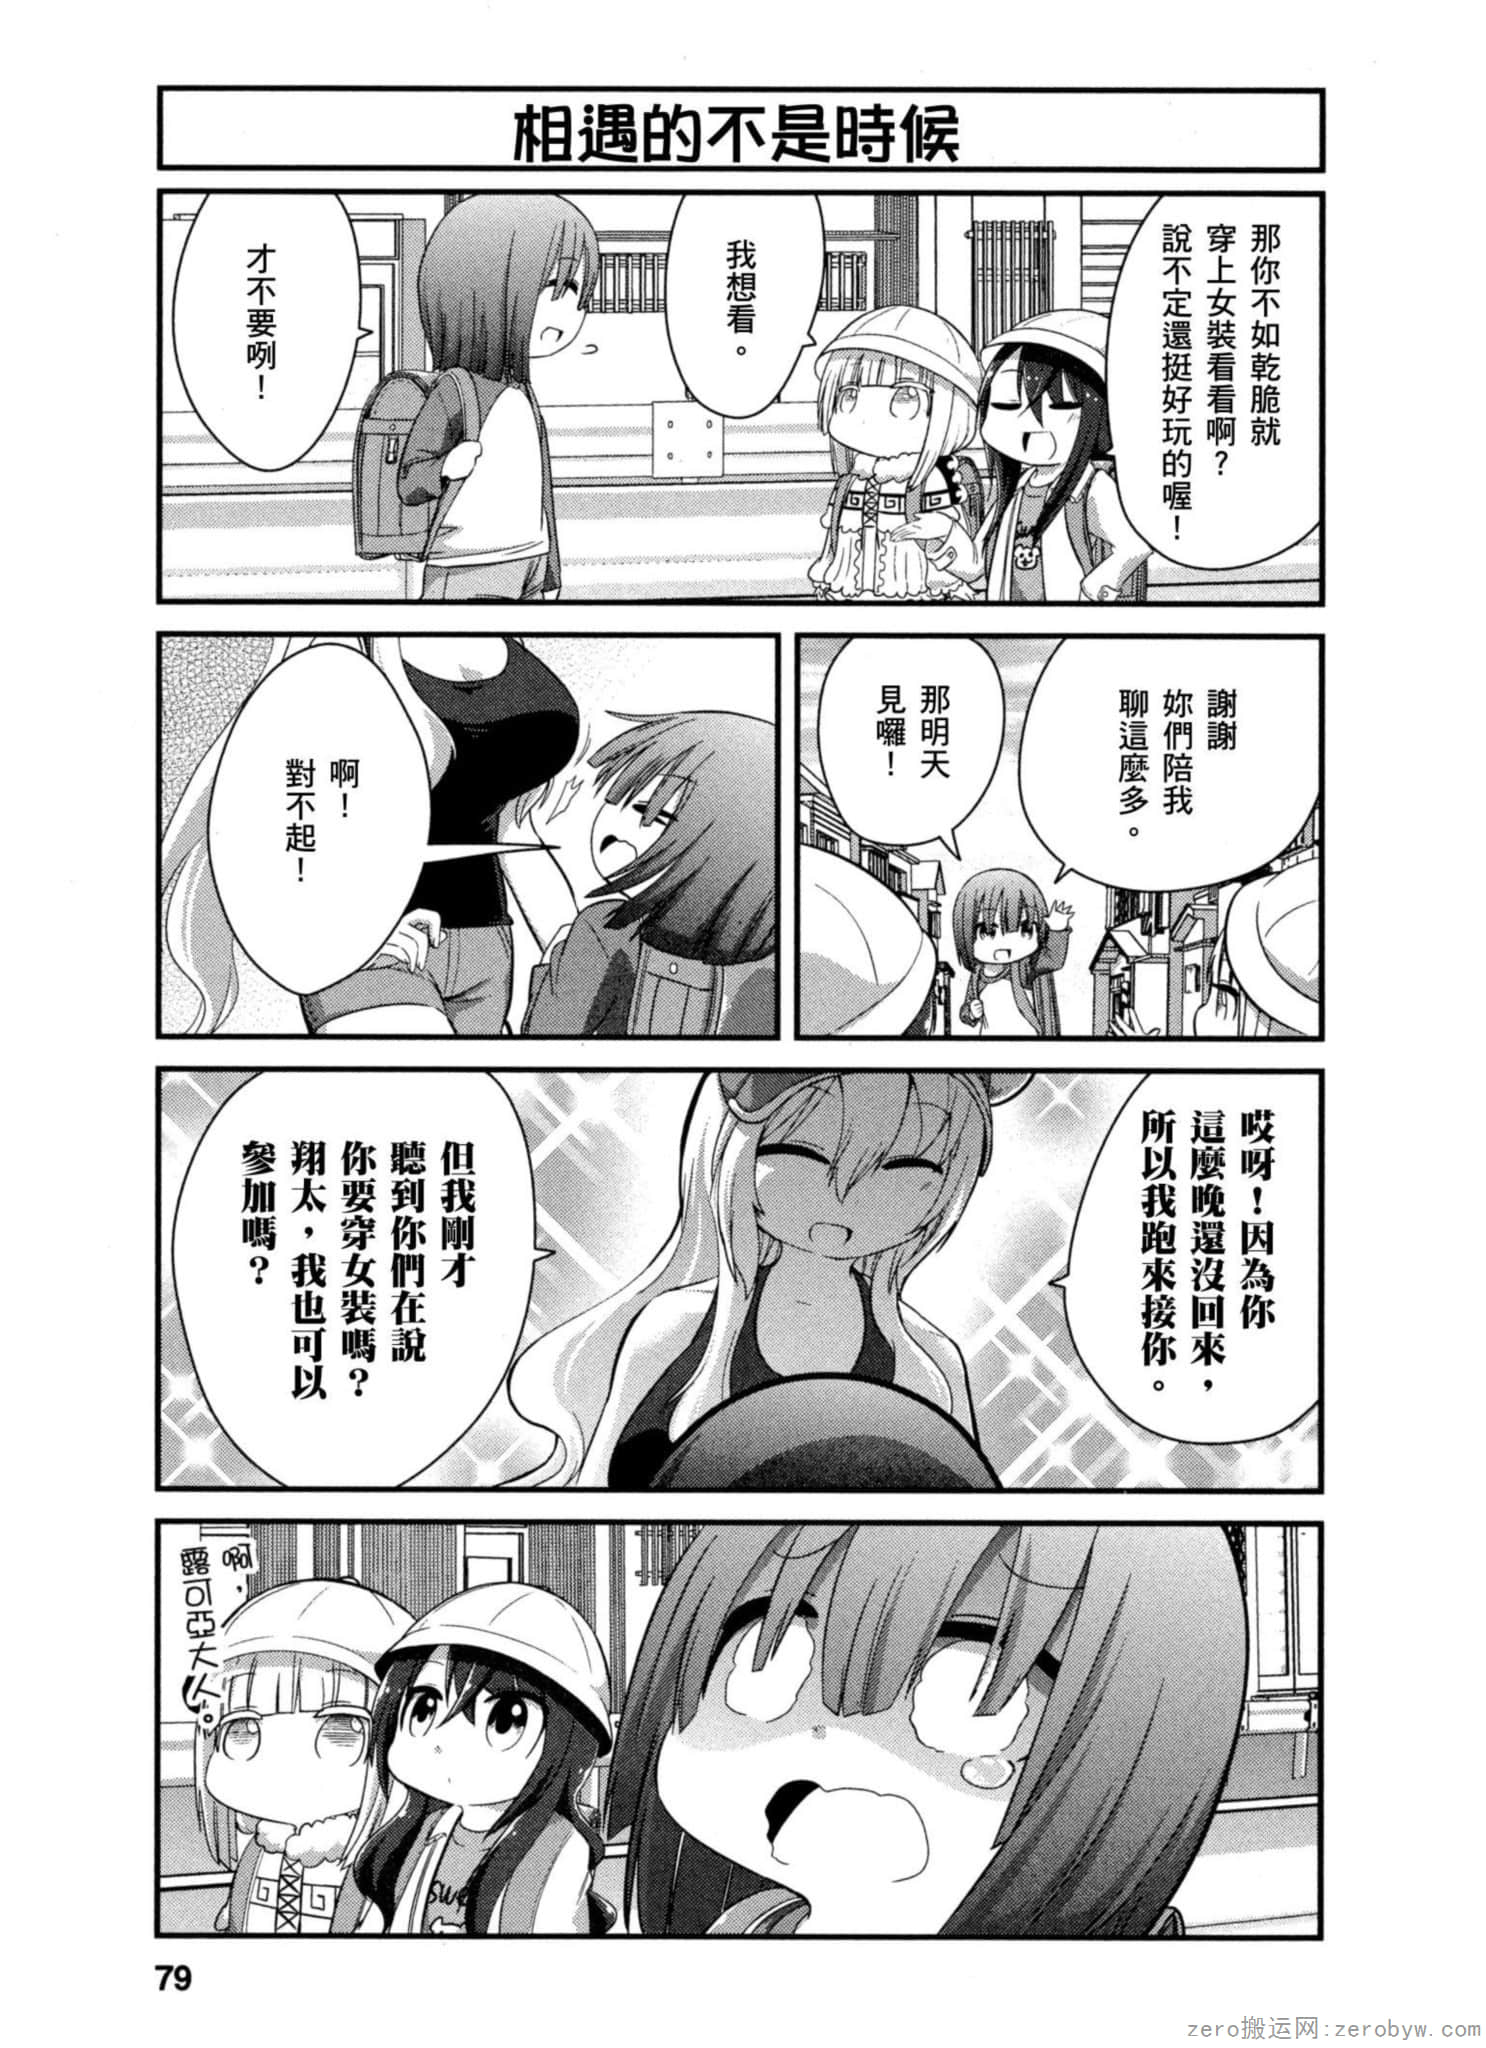 相遇的不是時候
那你不如乾脆就
穿上女裝看看啊？
說不定還挺好玩的喔！
我想看。
才不要咧！
謝謝
妳們陪我
聊這麼多。
那明天
見囉！
啊！
對不起！
哎呀！因為你
這麼晚還沒回來，
所以我跑來接你。
但我剛才
聽到你們在說
你要穿女裝嗎？
翔太，我也可以
參加嗎？
啊，
露可亞大人。
SWE
79
zero搬运网:zerobyw.com